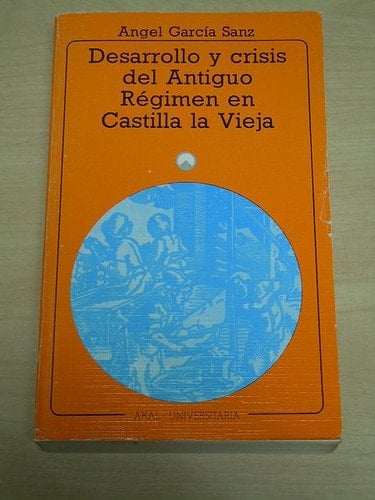 Angel García Sanz
Desarrollo y crisis
del Antiguo
Régimen en
Castilla la Vieja
AKAL UNIVERSITARIA